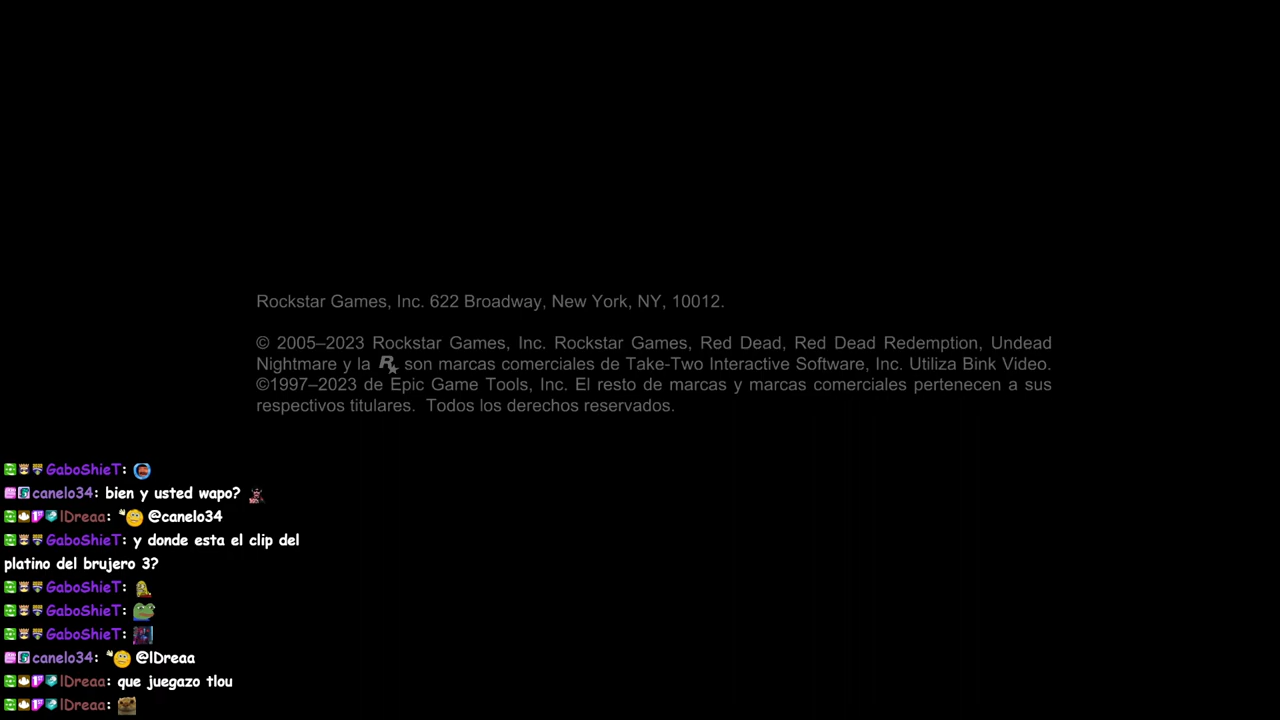 Rockstar Games, Inc. 622 Broadway, New York, NY, 10012.
© 2005–2023 Rockstar Games, Inc. Rockstar Games, Red Dead, Red Dead Redemption, Undead
Nightmare y la R son marcas comerciales de Take-Two Interactive Software, Inc. Utiliza Bink Video.
©1997–2023 de Epic Game Tools, Inc. El resto de marcas y marcas comerciales pertenecen a sus
respectivos titulares. Todos los derechos reservados.
GaboShieT:
canelo34: bien y usted wapo?
lDreaa: @canelo34
GaboShieT: y donde esta el clip del
platino del brujero 3?
GaboShieT:
GaboShieT:
GaboShieT:
canelo34: @lDreaa
lDreaa: que juegazo tlou
lDreaa: